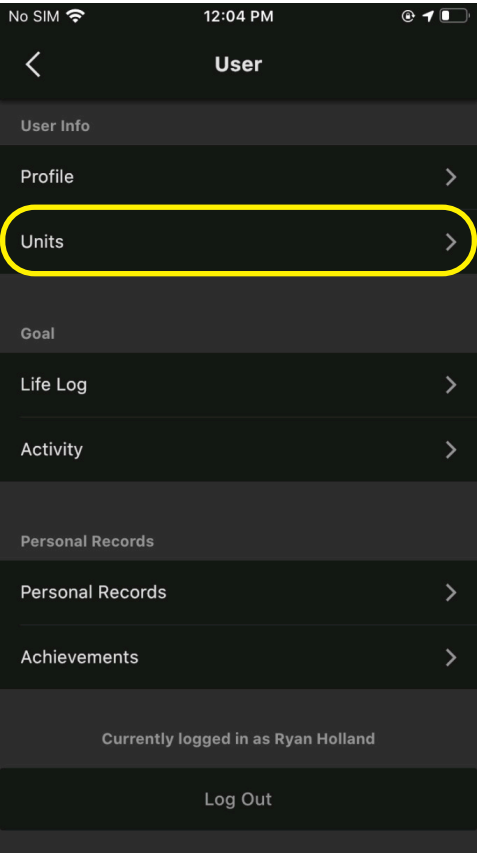 No SIM 12:04 PM
User
User Info
Profile
Units
Goal
Life Log
Activity
Personal Records
Personal Records
Achievements
Currently logged in as Ryan Holland
Log Out